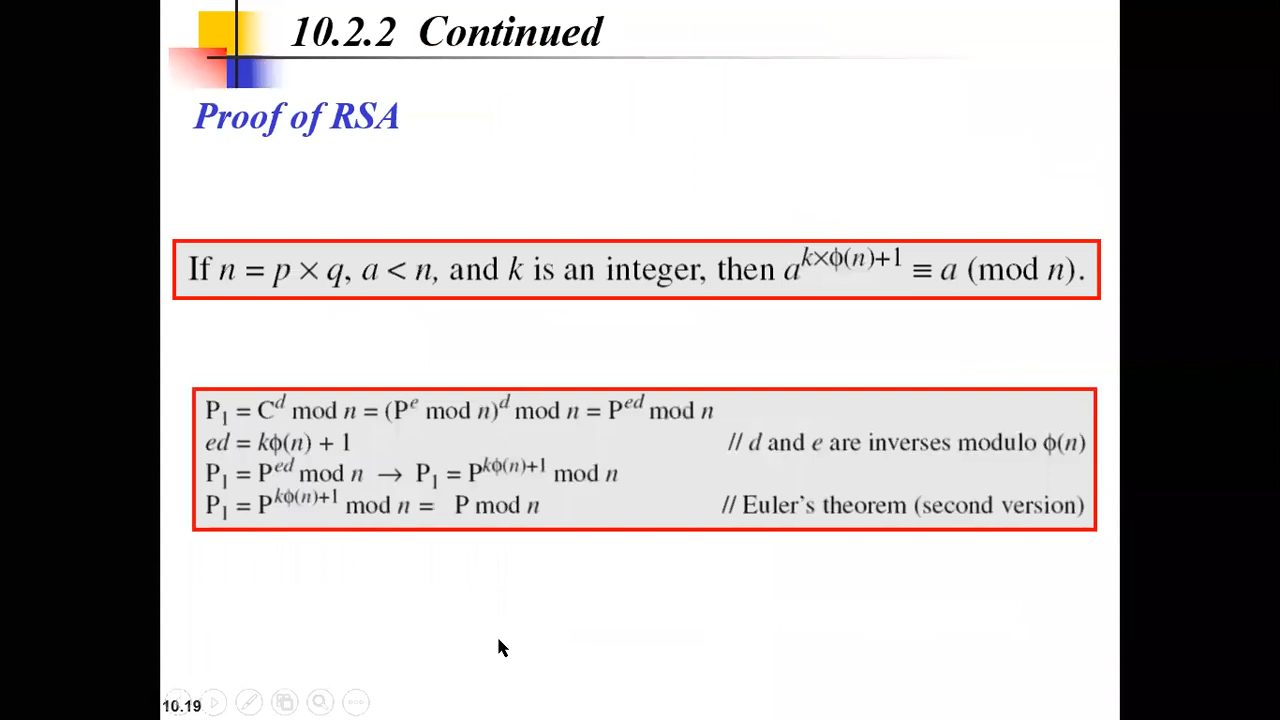 10.2.2 Continued
Proof of RSA
If n = p × q, a < n, and k is an integer, then a^{k×ϕ(n)+1} ≡ a (mod n).
P₁ = C^d mod n = (P^e mod n)^d mod n = P^{ed} mod n
ed = kϕ(n) + 1 // d and e are inverses modulo ϕ(n)
P₁ = P^{ed} mod n → P₁ = P^{kϕ(n)+1} mod n
P₁ = P^{kϕ(n)+1} mod n = P mod n // Euler's theorem (second version)
10.19